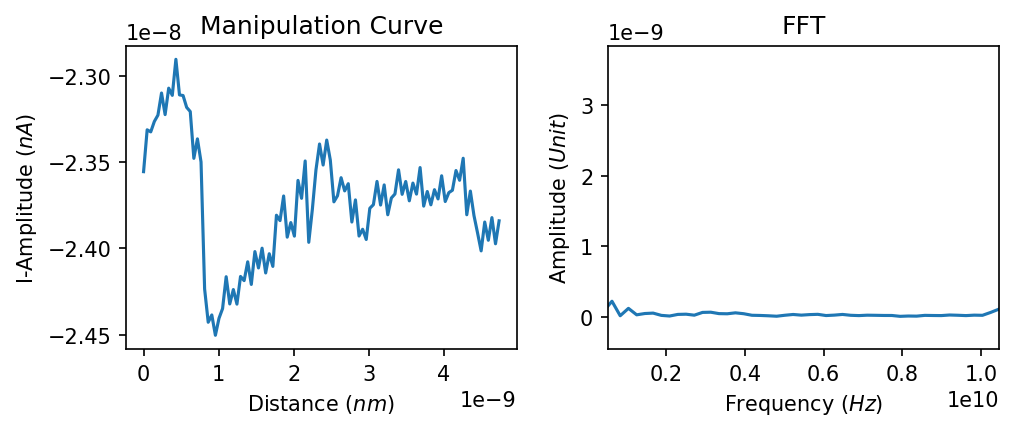 Manipulation Curve
1e−8
−2.30
−2.35
−2.40
−2.45
I-Amplitude (nA)
0 1 2 3 4
1e−9
Distance (nm)
FFT
1e−9
3
2
1
0
Amplitude (Unit)
0.2 0.4 0.6 0.8 1.0
1e10
Frequency (Hz)